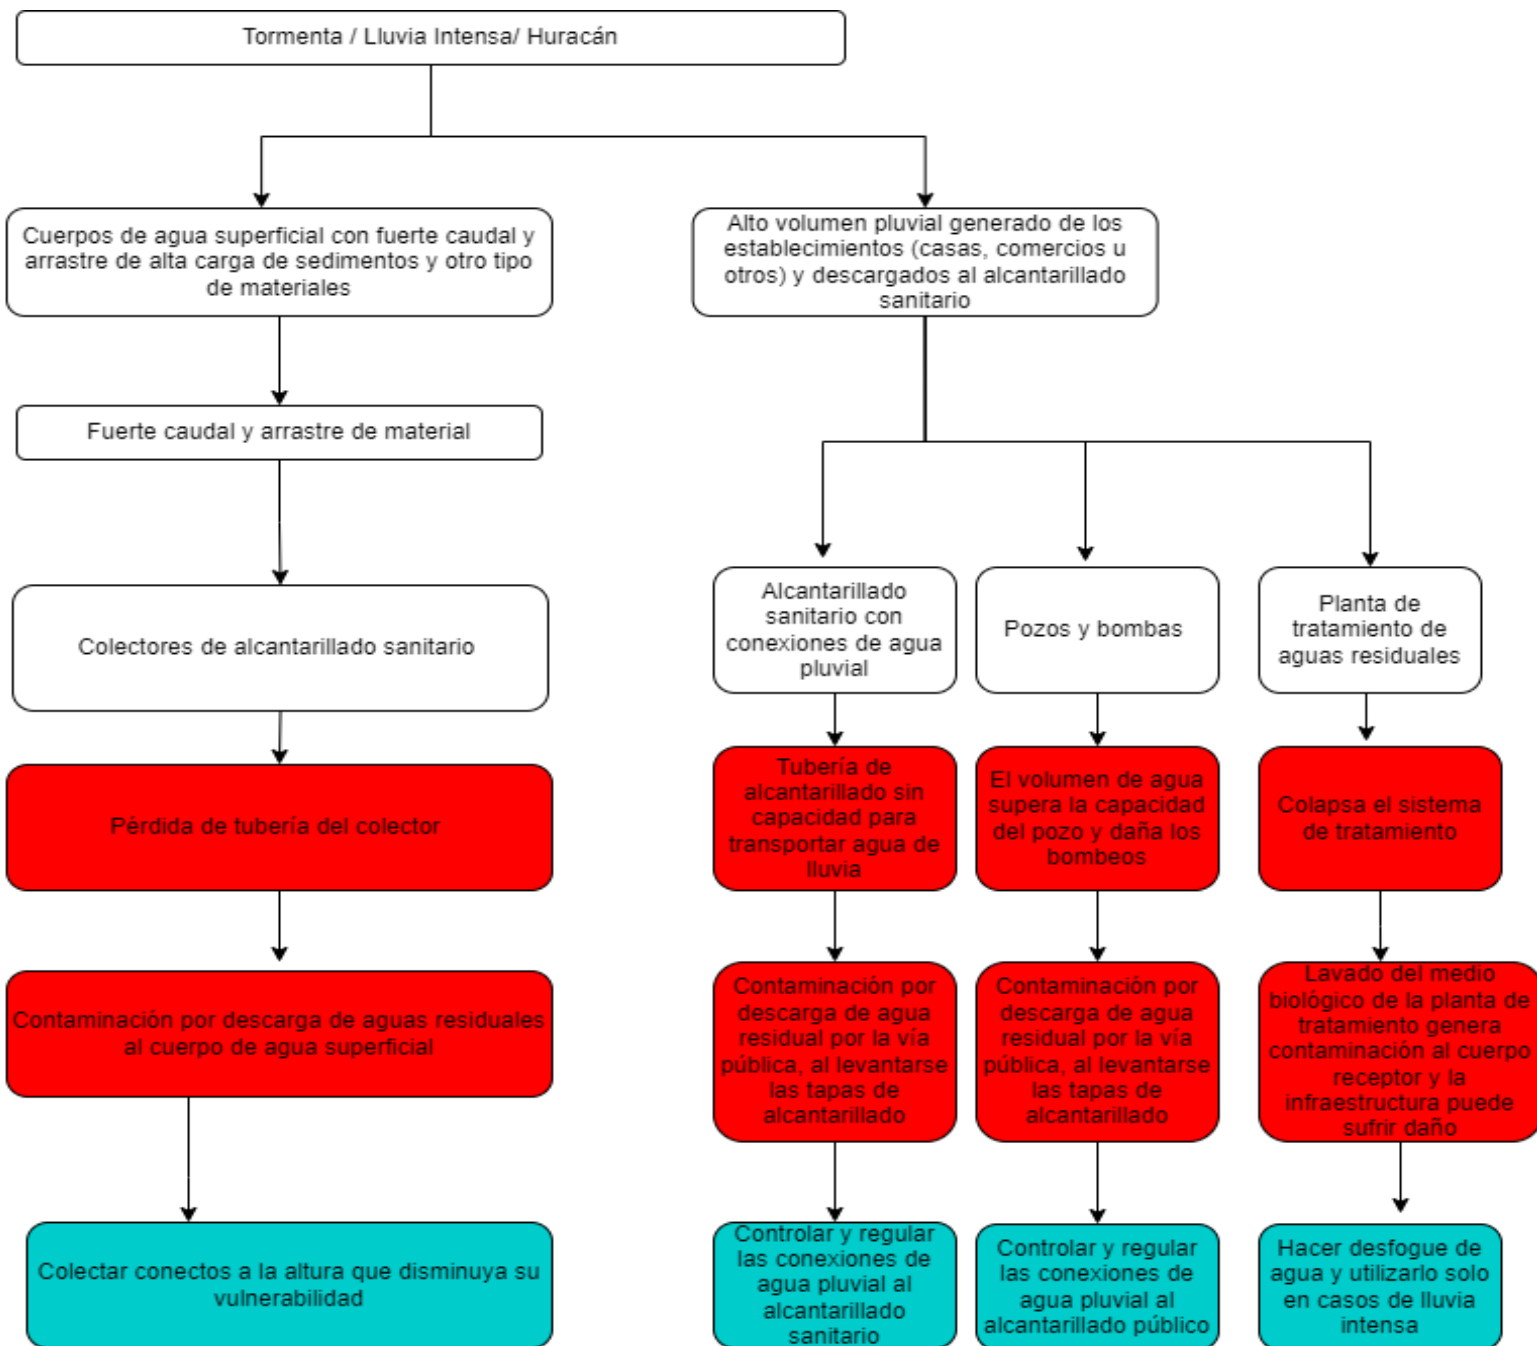 Tormenta / Lluvia Intensa/ Huracán
Cuerpos de agua superficial con fuerte caudal y
arrastre de alta carga de sedimentos y otro tipo
de materiales
Alto volumen pluvial generado de los
establecimientos (casas, comercios u
otros) y descargados al alcantarillado
sanitario
Fuerte caudal y arrastre de material
Colectores de alcantarillado sanitario
Alcantarillado
sanitario con
conexiones de agua
pluvial
Pozos y bombas
Planta de
tratamiento de
aguas residuales
Pérdida de tubería del colector
Tubería de
alcantarillado sin
capacidad para
transportar agua de
lluvia
El volumen de agua
supera la capacidad
del pozo y daña los
bombeos
Colapsa el sistema
de tratamiento
Contaminación por descarga de aguas residuales
al cuerpo de agua superficial
Contaminación por
descarga de agua
residual por la vía
pública, al levantarse
las tapas de
alcantarillado
Contaminación por
descarga de agua
residual por la vía
pública, al levantarse
las tapas de
alcantarillado
Lavado del medio
biológico de la planta de
tratamiento genera
contaminación al cuerpo
receptor y la
infraestructura puede
sufrir daño
Colectar conectos a la altura que disminuya su
vulnerabilidad
Controlar y regular
las conexiones de
agua pluvial al
alcantarillado
sanitario
Controlar y regular
las conexiones de
agua pluvial al
alcantarillado público
Hacer desfogue de
agua y utilizarlo solo
en casos de lluvia
intensa